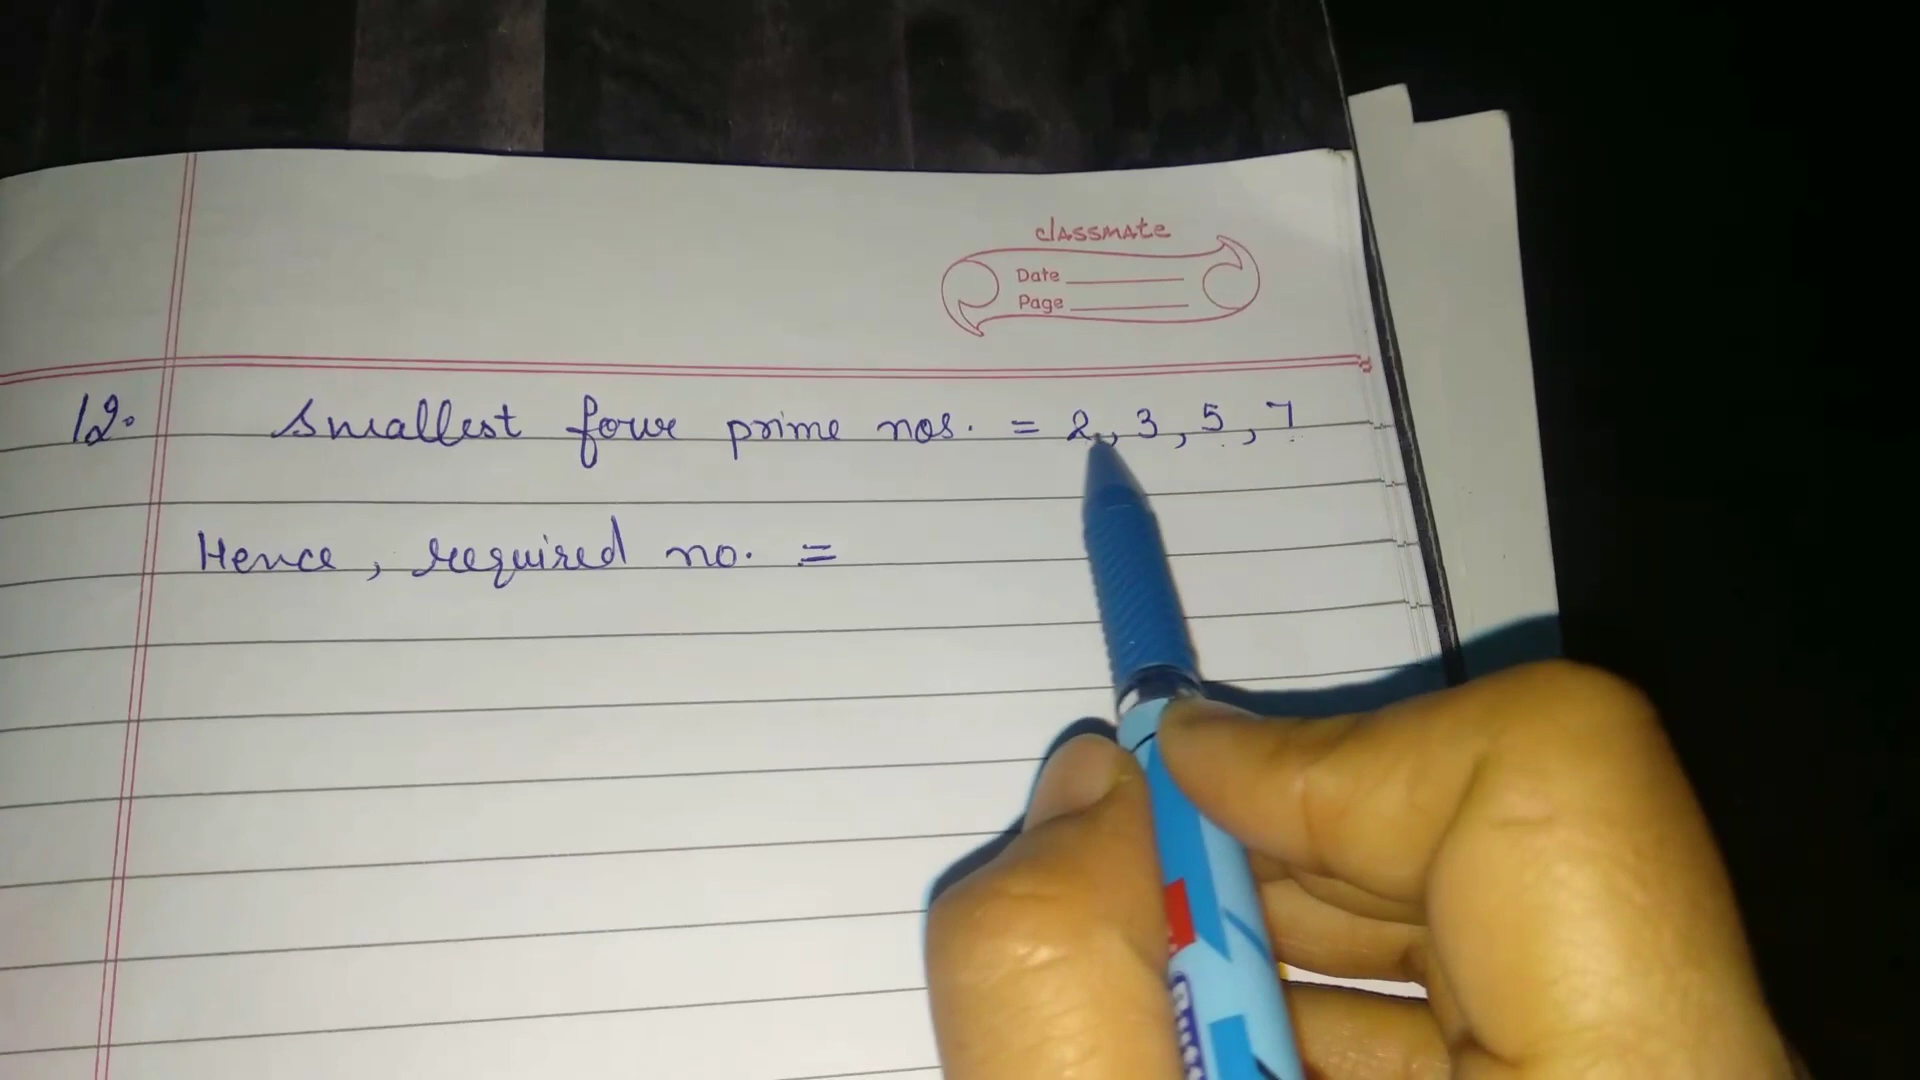 classmate
Date
Page
12. Smallest four prime nos. = 2, 3, 5, 7
Hence, required no. =